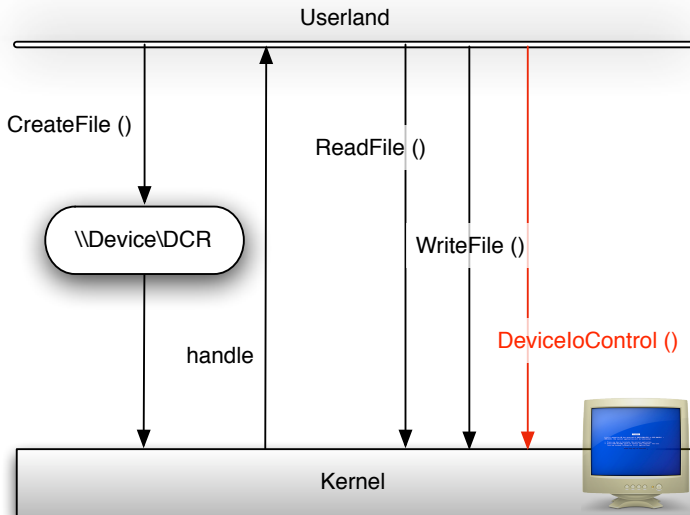 Userland
CreateFile ()
ReadFile ()
\\Device\DCR
WriteFile ()
handle
DeviceIoControl ()
Kernel